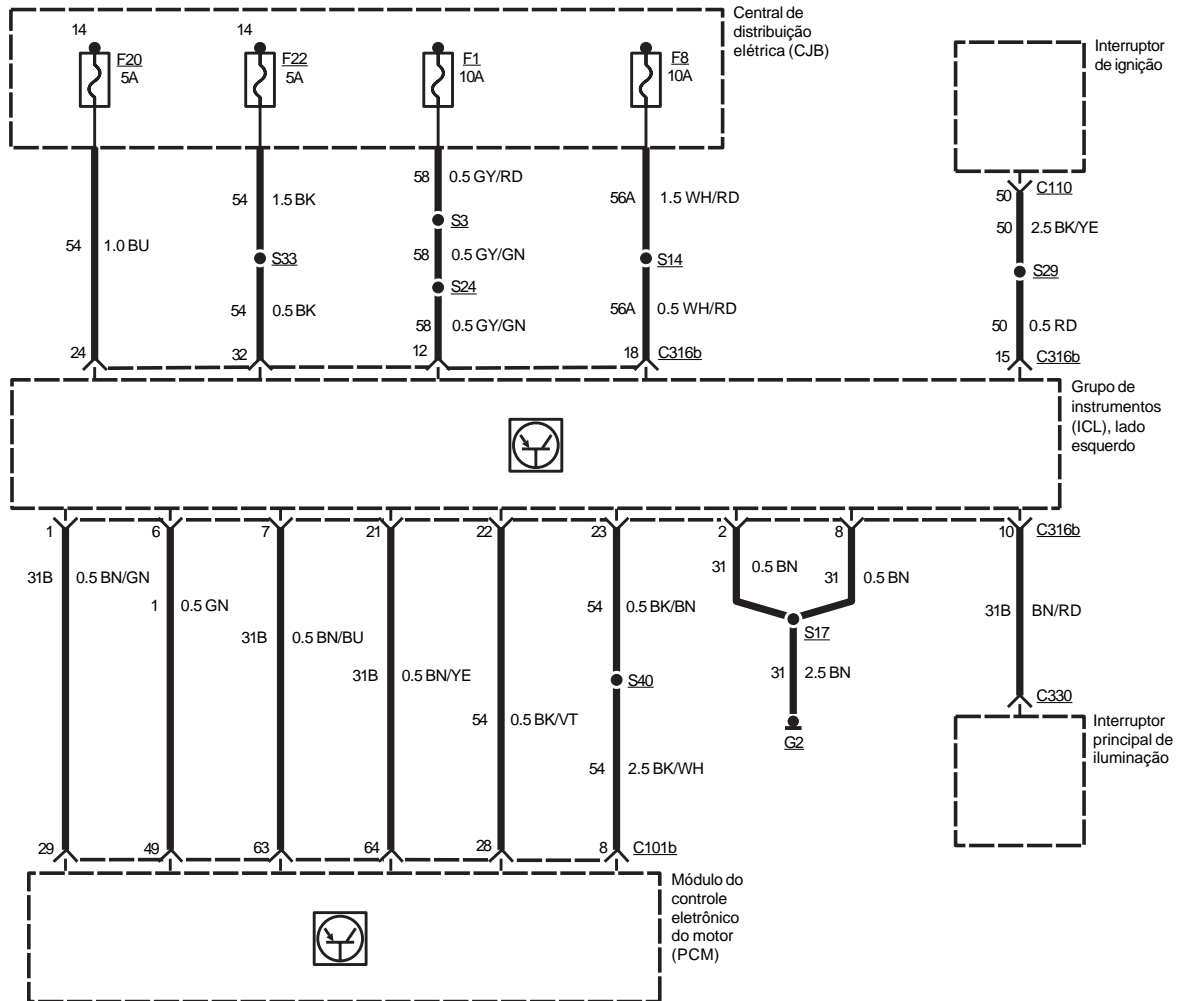 Central de
distribuição
elétrica (CJB)
14
F20
5A
14
F22
5A
F1
10A
F8
10A
Interruptor
de ignição
54 1.0 BU
54 1.5 BK
S33
54 0.5 BK
58 0.5 GY/RD
S3
58 0.5 GY/GN
S24
58 0.5 GY/GN
56A 1.5 WH/RD
S14
56A 0.5 WH/RD
50 C110
50 2.5 BK/YE
S29
50 0.5 RD
24 32 12 18 C316b 15 C316b
Grupo de
instrumentos
(ICL), lado
esquerdo
1 6 7 21 22 23 2 8 10 C316b
31B 0.5 BN/GN
1 0.5 GN
31B 0.5 BN/BU
31B 0.5 BN/YE
54 0.5 BK/VT
54 0.5 BK/BN
S40
54 2.5 BK/WH
31 0.5 BN
31 0.5 BN
S17
31 2.5 BN
G2
31B BN/RD
C330
Interruptor
principal de
iluminação
29 49 63 64 28 8 C101b
Módulo do
controle
eletrônico
do motor
(PCM)